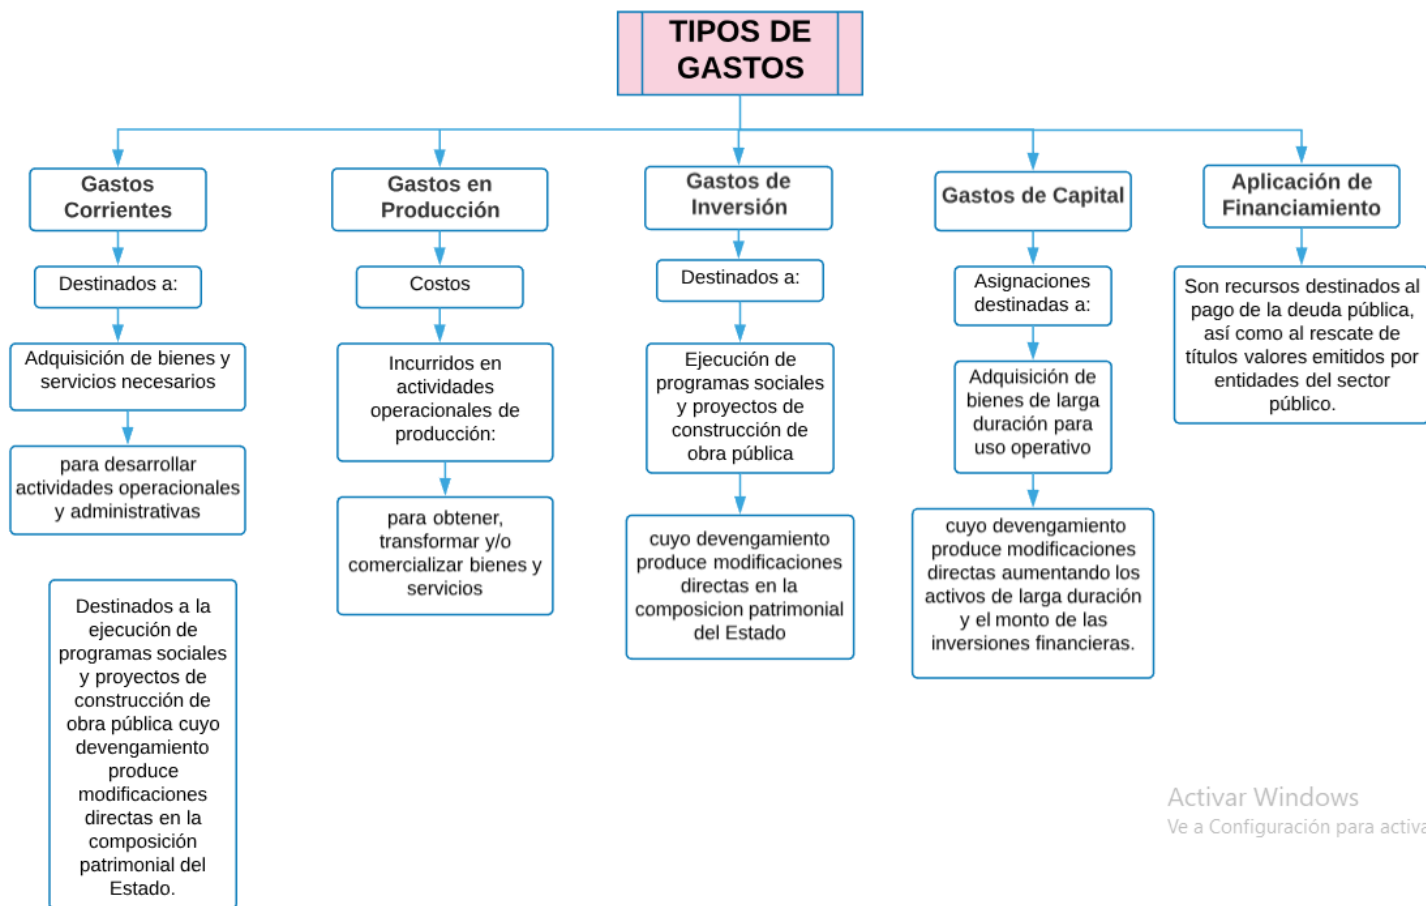 TIPOS DE
GASTOS
Gastos
Corrientes
Destinados a:
Adquisición de bienes y
servicios necesarios
para desarrollar
actividades operacionales
y administrativas
Destinados a la
ejecución de
programas sociales
y proyectos de
construcción de
obra pública cuyo
devengamiento
produce
modificaciones
directas en la
composición
patrimonial del
Estado.
Gastos en
Producción
Costos
Incurridos en
actividades
operacionales de
producción:
para obtener,
transformar y/o
comercializar bienes y
servicios
Gastos de
Inversión
Destinados a:
Ejecución de
programas sociales
y proyectos de
construcción de
obra pública
cuyo devengamiento
produce modificaciones
directas en la
composicion patrimonial
del Estado
Gastos de Capital
Asignaciones
destinadas a:
Adquisición de
bienes de larga
duración para
uso operativo
cuyo devengamiento
produce modificaciones
directas aumentando los
activos de larga duración
y el monto de las
inversiones financieras.
Aplicación de
Financiamiento
Son recursos destinados al
pago de la deuda pública,
así como al rescate de
títulos valores emitidos por
entidades del sector
público.
Activar Windows
Ve a Configuración para activa